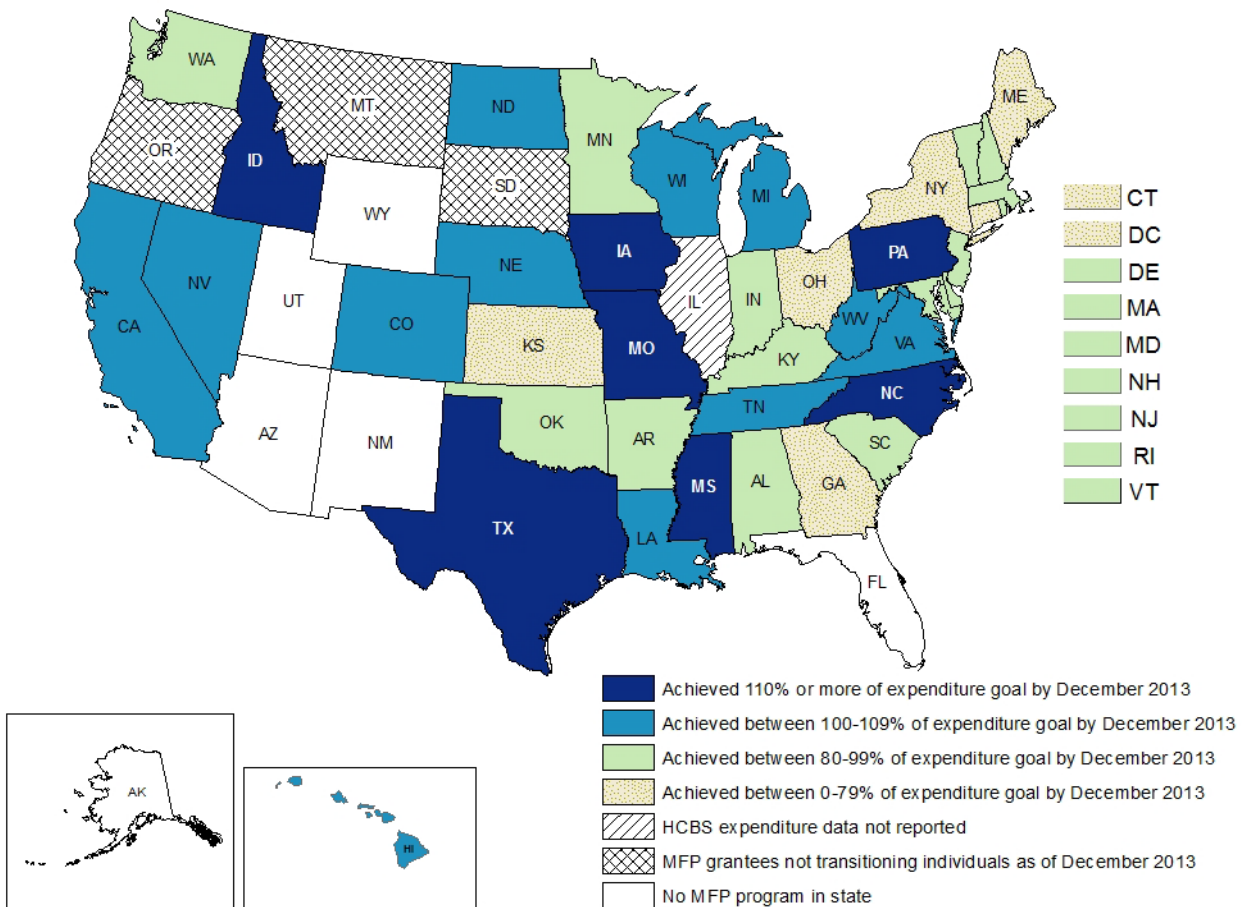 WA
MT
ND
MN
ME
OR
ID
SD
WI
MI
NY
WY
IA
PA
NE
NV
UT
CO
IL
IN
OH
CA
KS
MO
WV
VA
KY
AZ
NM
OK
AR
TN
NC
SC
TX
MS
AL
GA
LA
FL
AK
HI
CT
DC
DE
MA
MD
NH
NJ
RI
VT
Achieved 110% or more of expenditure goal by December 2013
Achieved between 100-109% of expenditure goal by December 2013
Achieved between 80-99% of expenditure goal by December 2013
Achieved between 0-79% of expenditure goal by December 2013
HCBS expenditure data not reported
MFP grantees not transitioning individuals as of December 2013
No MFP program in state